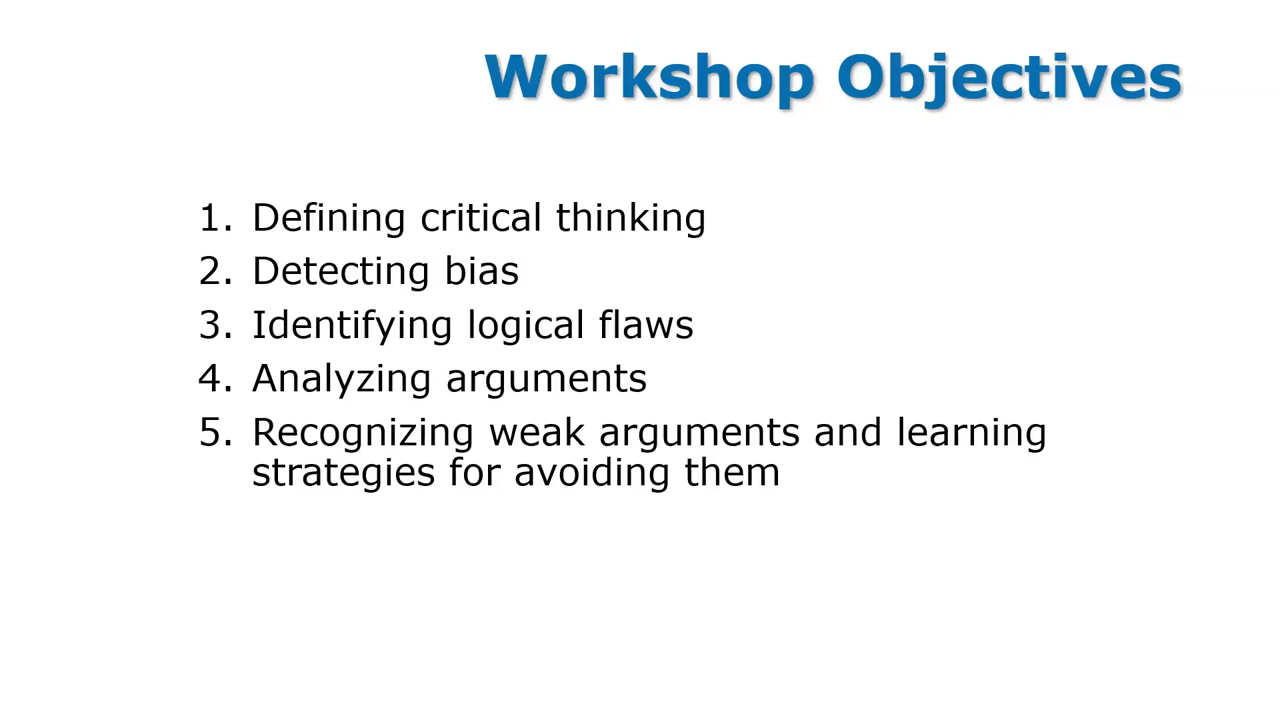 Workshop Objectives
1. Defining critical thinking
2. Detecting bias
3. Identifying logical flaws
4. Analyzing arguments
5. Recognizing weak arguments and learning
strategies for avoiding them